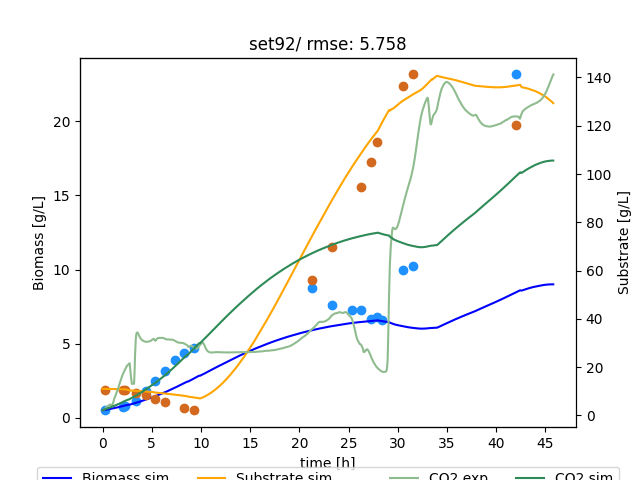 set92/ rmse: 5.758
Biomass [g/L]
0 5 10 15 20
Substrate [g/L]
0 20 40 60 80 100 120 140
0 5 10 15 20 25 30 35 40 45
time [h]
Biomass sim Substrate sim CO2 exp CO2 sim